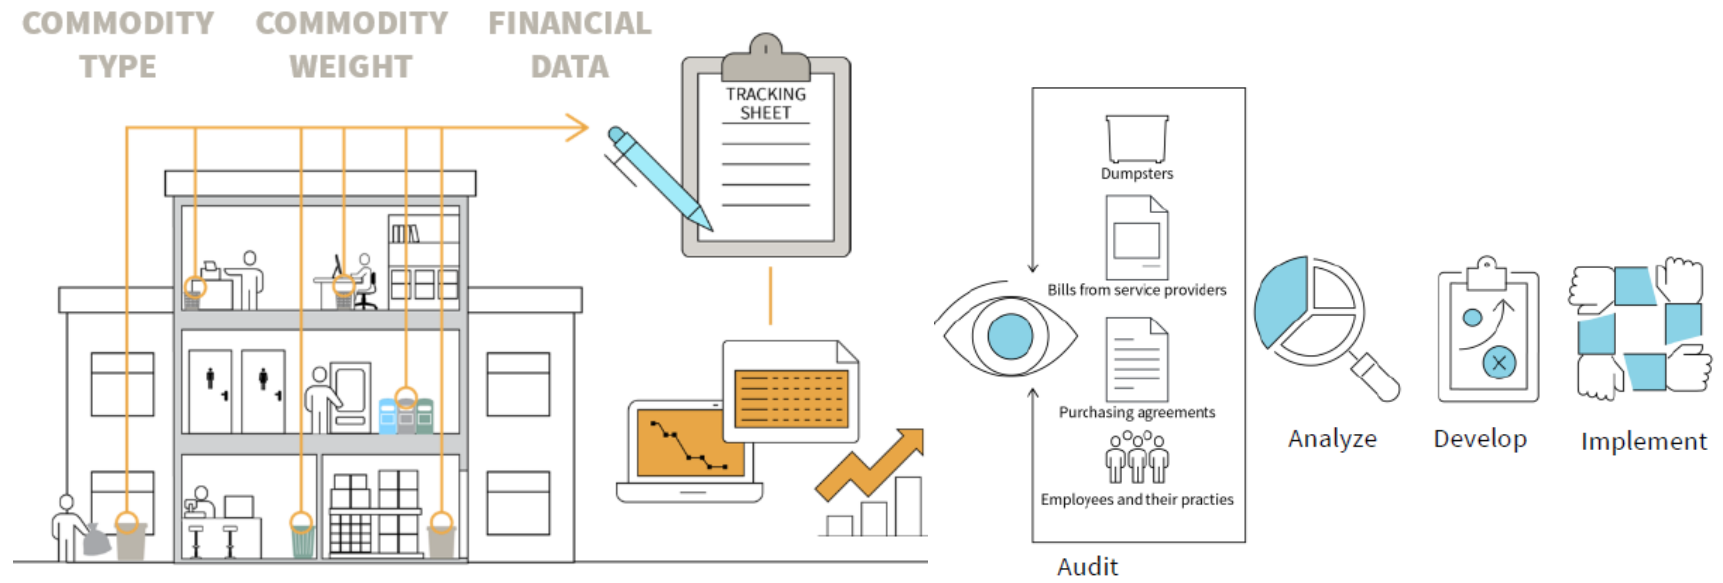 COMMODITY TYPE
COMMODITY WEIGHT
FINANCIAL DATA
TRACKING
SHEET
Dumpsters
Bills from service providers
Purchasing agreements
Employees and their practies
Audit
Analyze
Develop
Implement